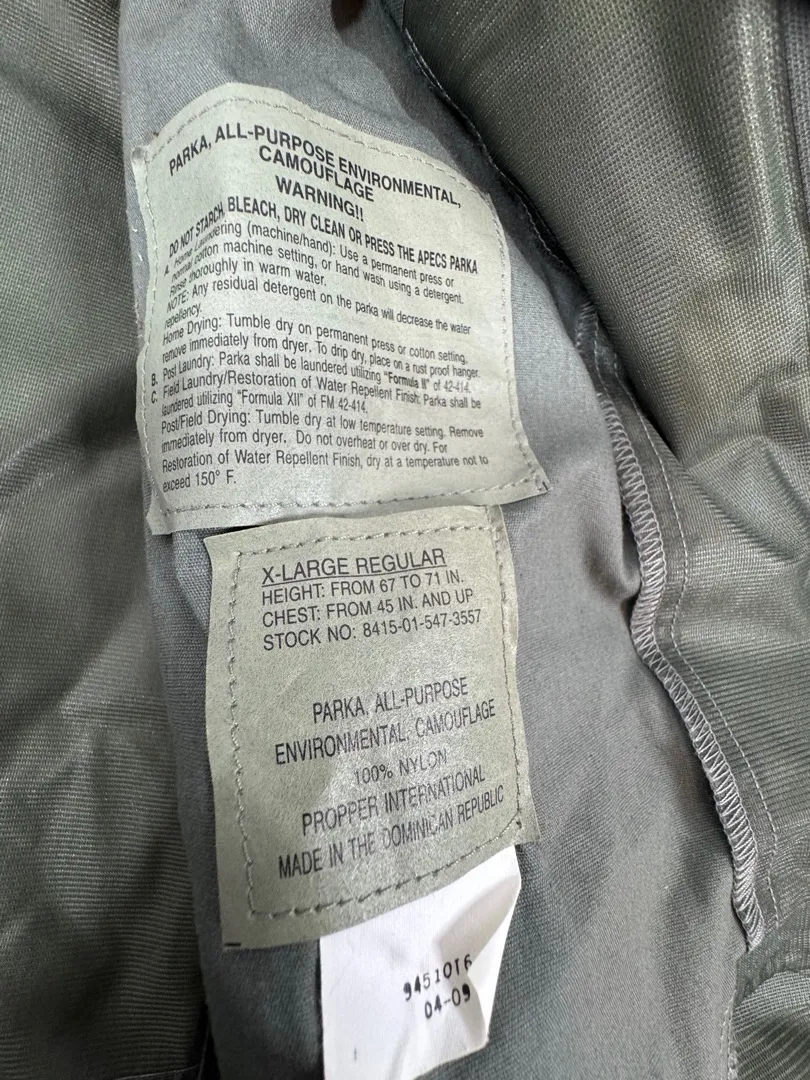 PARKA, ALL-PURPOSE ENVIRONMENTAL,
CAMOUFLAGE
WARNING!!
DO NOT STARCH, BLEACH, DRY CLEAN OR PRESS THE APECS PARKA
A. Home Laundering (machine/hand): Use a permanent press or
normal cotton machine setting, or hand wash using a detergent.
Rinse thoroughly in warm water.
NOTE: Any residual detergent on the parka will decrease the water
repellency.
Home Drying: Tumble dry on permanent press or cotton setting,
remove immediately from dryer. To drip dry, place on a rust proof hanger.
B. Post Laundry: Parka shall be laundered utilizing "Formula II" of 42-414.
C. Field Laundry/Restoration of Water Repellent Finish: Parka shall be
laundered utilizing "Formula XII" of FM 42-414.
Post/Field Drying: Tumble dry at low temperature setting. Remove
immediately from dryer. Do not overheat or over dry. For
Restoration of Water Repellent Finish, dry at a temperature not to
exceed 150° F.
X-LARGE REGULAR
HEIGHT: FROM 67 TO 71 IN.
CHEST: FROM 45 IN. AND UP
STOCK NO: 8415-01-547-3557
PARKA, ALL-PURPOSE
ENVIRONMENTAL, CAMOUFLAGE
100% NYLON
PROPPER INTERNATIONAL
MADE IN THE DOMINICAN REPUBLIC
04-09